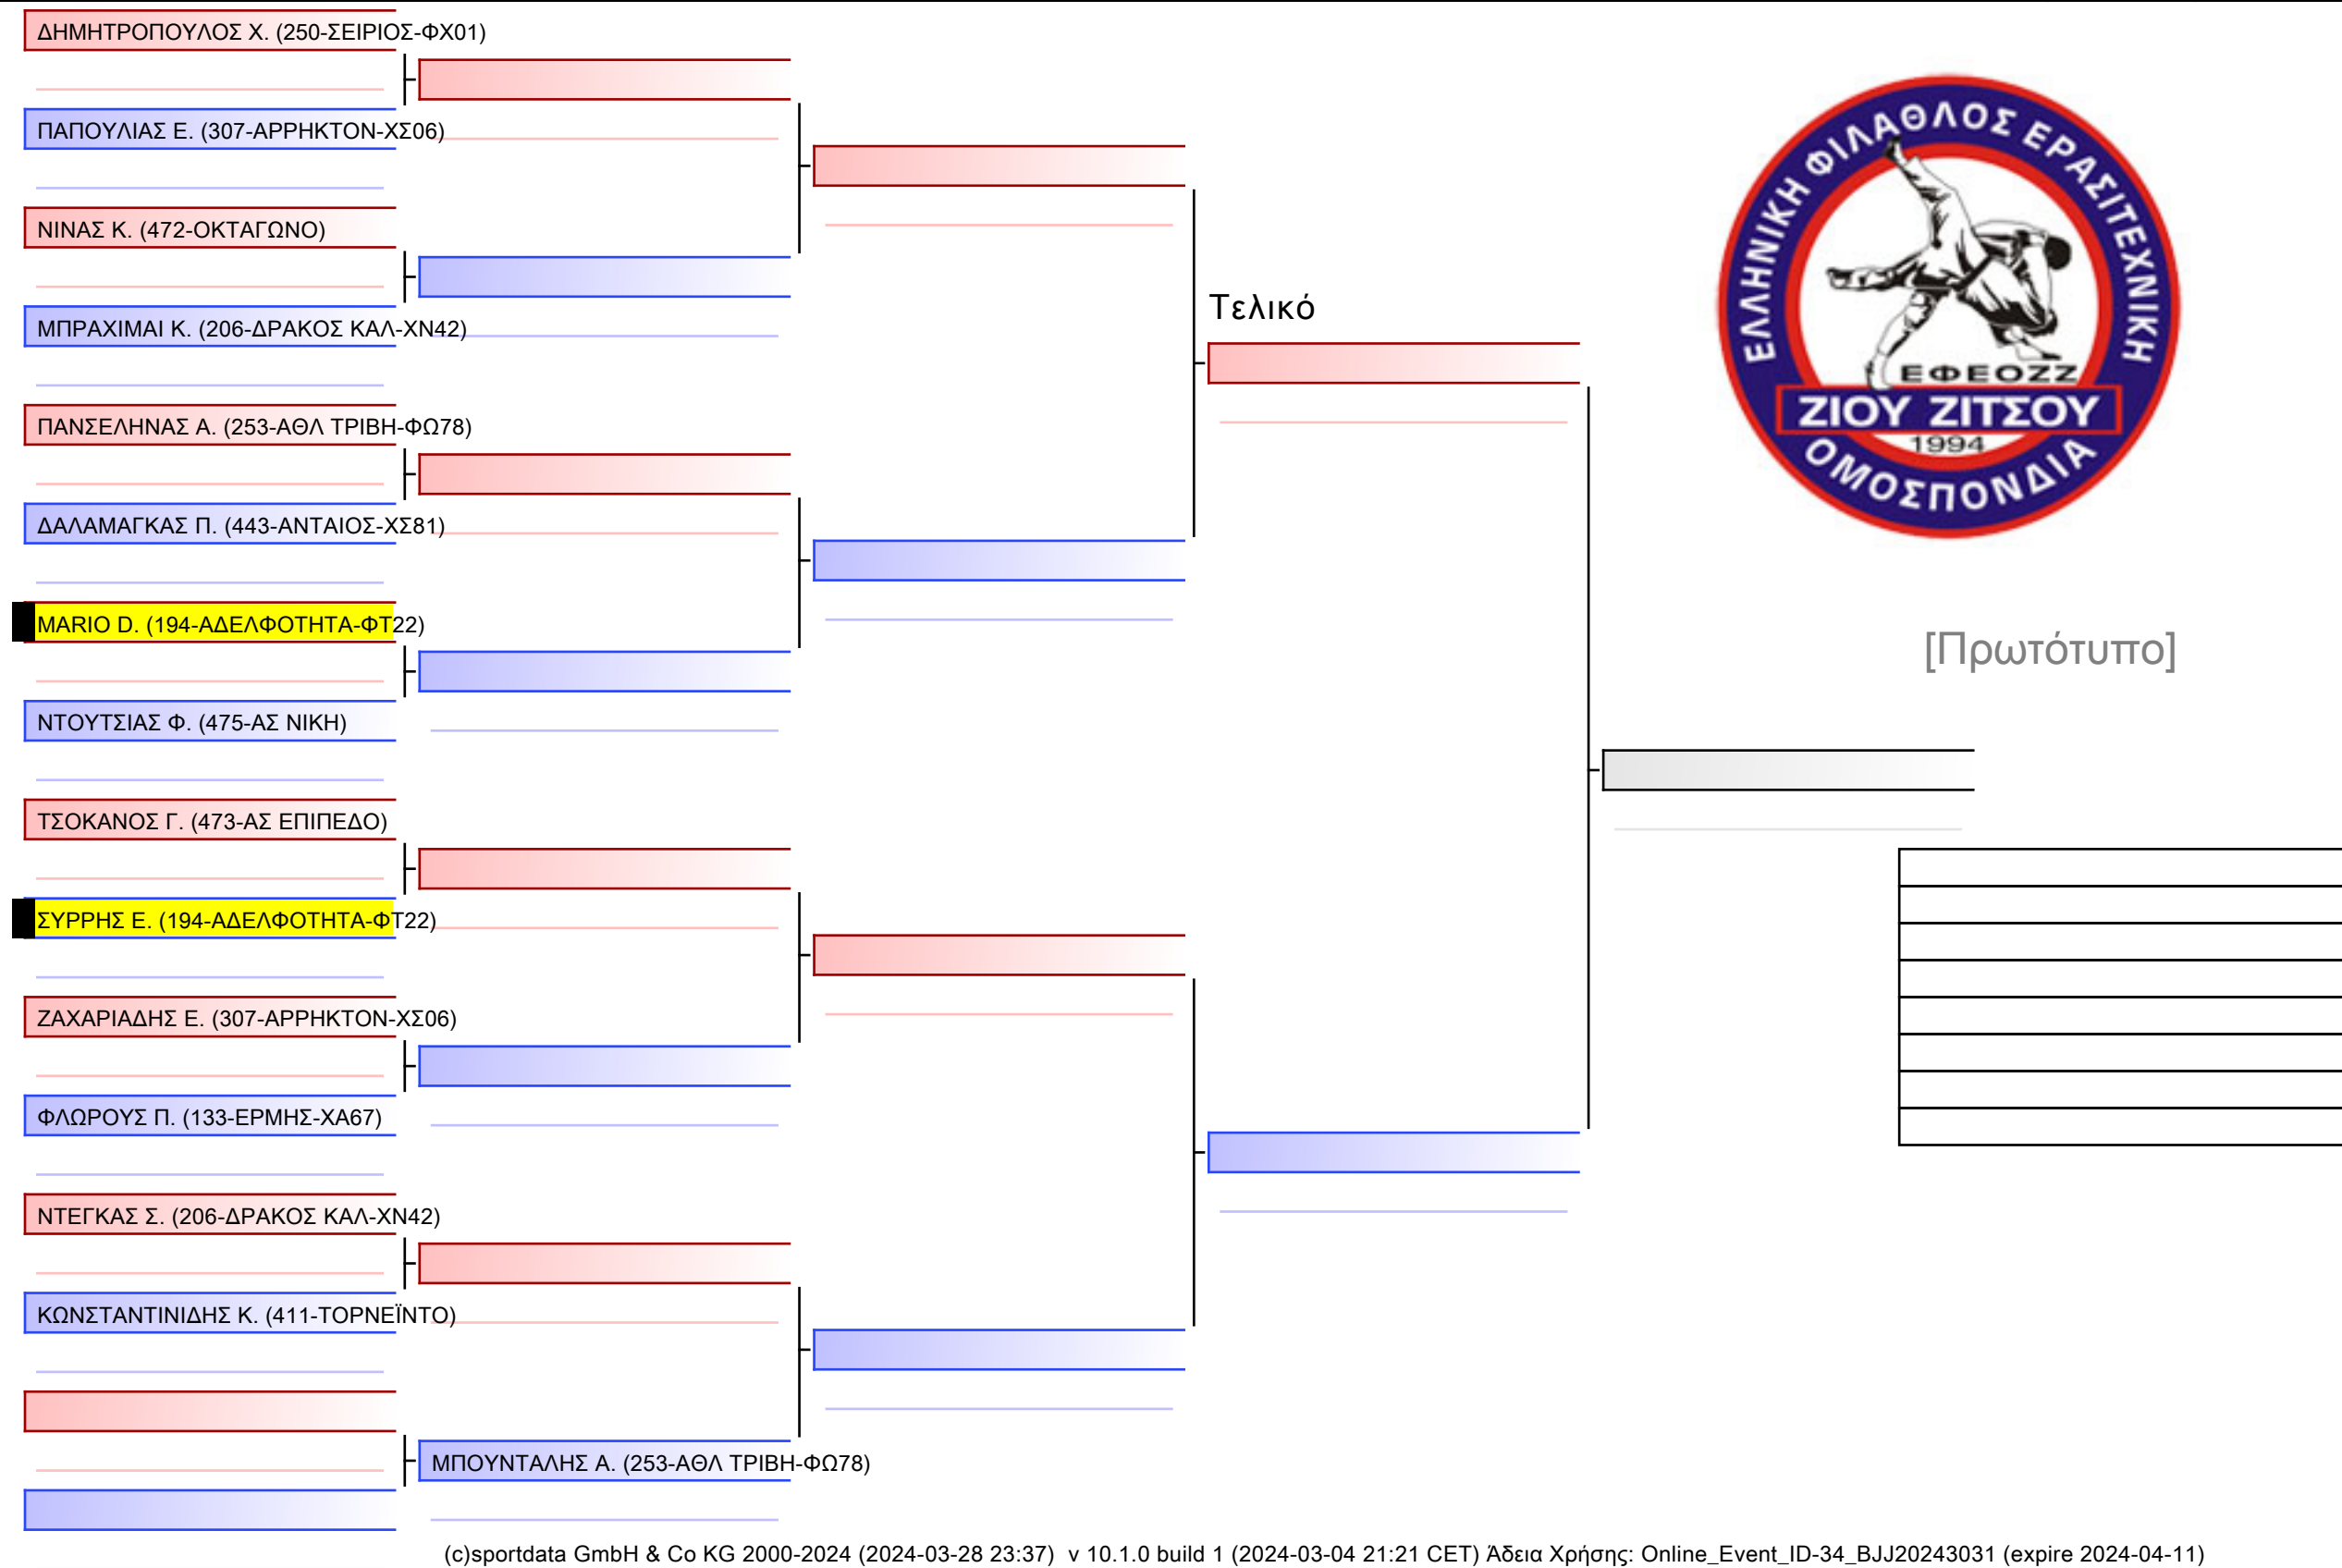 ΔΗΜΗΤΡΟΠΟΥΛΟΣ Χ. (250-ΣΕΙΡΙΟΣ-ΦΧ01)
ΠΑΠΟΥΛΙΑΣ Ε. (307-ΑΡΡΗΚΤΟΝ-ΧΣ06)
ΝΙΝΑΣ Κ. (472-ΟΚΤΑΓΩΝΟ)
ΜΠΡΑΧΙΜΑΙ Κ. (206-ΔΡΑΚΟΣ ΚΑΛ-ΧΝ42)
ΠΑΝΣΕΛΗΝΑΣ Α. (253-ΑΘΛ ΤΡΙΒΗ-ΦΩ78)
ΔΑΛΑΜΑΓΚΑΣ Π. (443-ΑΝΤΑΙΟΣ-ΧΣ81)
MARIO D. (194-ΑΔΕΛΦΟΤΗΤΑ-ΦΤ22)
ΝΤΟΥΤΣΙΑΣ Φ. (475-ΑΣ ΝΙΚΗ)
ΤΣΟΚΑΝΟΣ Γ. (473-ΑΣ ΕΠΙΠΕΔΟ)
ΣΥΡΡΗΣ Ε. (194-ΑΔΕΛΦΟΤΗΤΑ-ΦΤ22)
ΖΑΧΑΡΙΑΔΗΣ Ε. (307-ΑΡΡΗΚΤΟΝ-ΧΣ06)
ΦΛΩΡΟΥΣ Π. (133-ΕΡΜΗΣ-ΧΑ67)
ΝΤΕΓΚΑΣ Σ. (206-ΔΡΑΚΟΣ ΚΑΛ-ΧΝ42)
ΚΩΝΣΤΑΝΤΙΝΙΔΗΣ Κ. (411-ΤΟΡΝΕΪΝΤΟ)
ΜΠΟΥΝΤΑΛΗΣ Α. (253-ΑΘΛ ΤΡΙΒΗ-ΦΩ78)
Τελικό
ΕΛΛΗΝΙΚΗ ΦΙΛΑΘΛΟΣ ΕΡΑΣΙΤΕΧΝΙΚΗ
ΕΦΕΟΖΖ
ΖΙΟΥ ΖΙΤΣΟΥ
1994
ΟΜΟΣΠΟΝΔΙΑ
[Πρωτότυπο]
(c)sportdata GmbH & Co KG 2000-2024 (2024-03-28 23:37) v 10.1.0 build 1 (2024-03-04 21:21 CET) Άδεια Χρήσης: Online_Event_ID-34_BJJ20243031 (expire 2024-04-11)